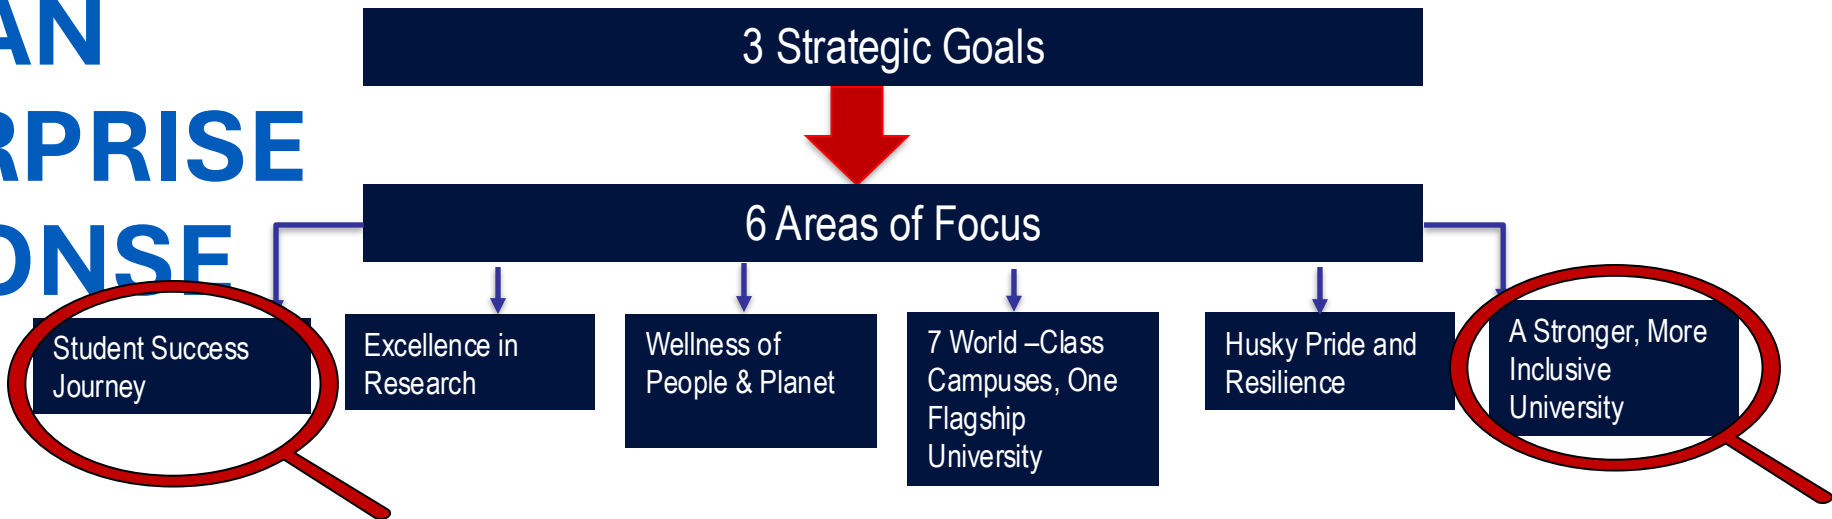 AN
RPRISE
ONSE
3 Strategic Goals
6 Areas of Focus
Student Success
Journey
Excellence in
Research
Wellness of
People & Planet
7 World –Class
Campuses, One
Flagship
University
Husky Pride and
Resilience
A Stronger, More
Inclusive
University